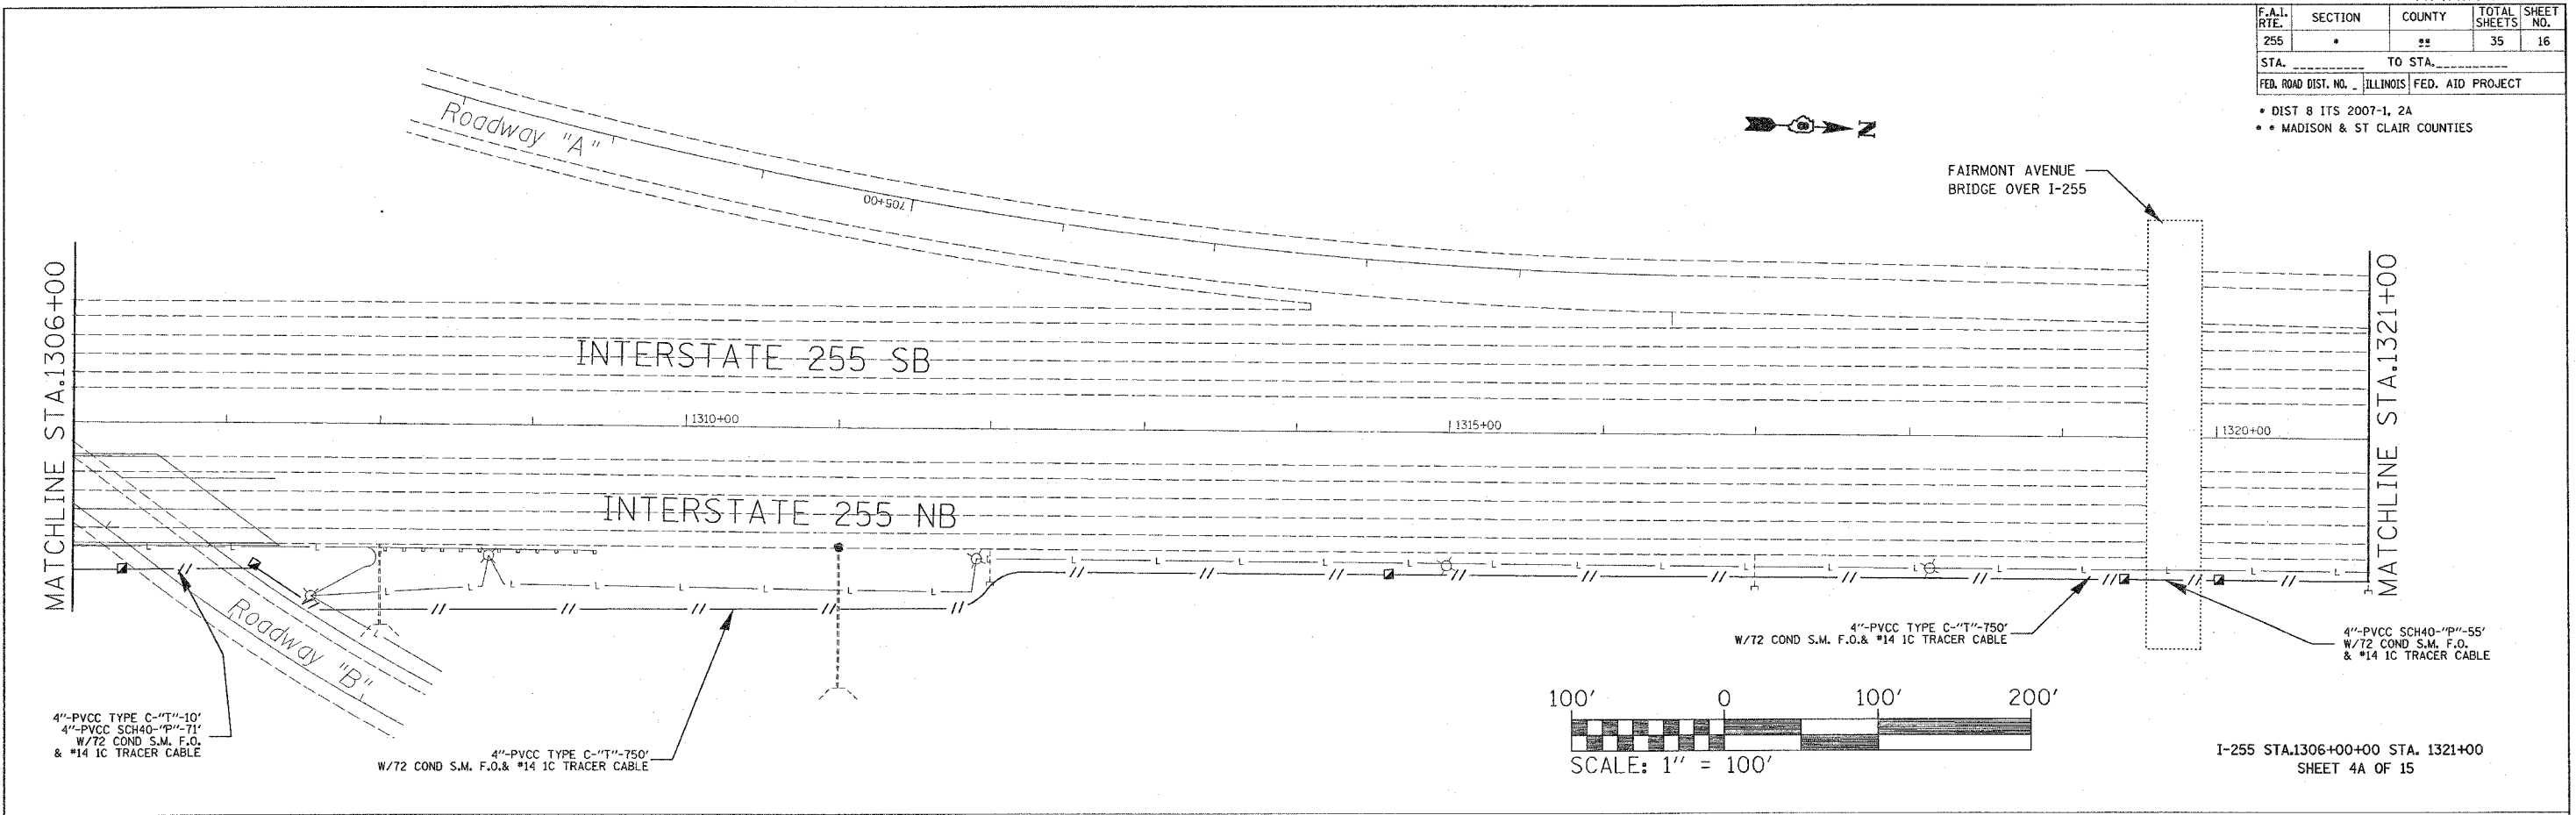 F.A.I. RTE. SECTION COUNTY TOTAL SHEETS SHEET NO.
255 * ** 35 16
STA. __________ TO STA. __________
FED. ROAD DIST. NO. _ ILLINOIS FED. AID PROJECT
* DIST 8 ITS 2007-1, 2A
* * MADISON & ST CLAIR COUNTIES
N
FAIRMONT AVENUE
BRIDGE OVER I-255
Roadway "A"
705+00
MATCHLINE STA.1306+00
INTERSTATE 255 SB
1310+00
1315+00
1320+00
MATCHLINE STA.1321+00
INTERSTATE 255 NB
Roadway "B"
4"-PVCC TYPE C-"T"-10'
4"-PVCC SCH40-"P"-71'
W/72 COND S.M. F.O.
& #14 1C TRACER CABLE
4"-PVCC TYPE C-"T"-750'
W/72 COND S.M. F.O.& #14 1C TRACER CABLE
4"-PVCC TYPE C-"T"-750'
W/72 COND S.M. F.O.& #14 1C TRACER CABLE
4"-PVCC SCH40-"P"-55'
W/72 COND S.M. F.O.
& #14 1C TRACER CABLE
100' 0 100' 200'
SCALE: 1" = 100'
I-255 STA.1306+00+00 STA. 1321+00
SHEET 4A OF 15